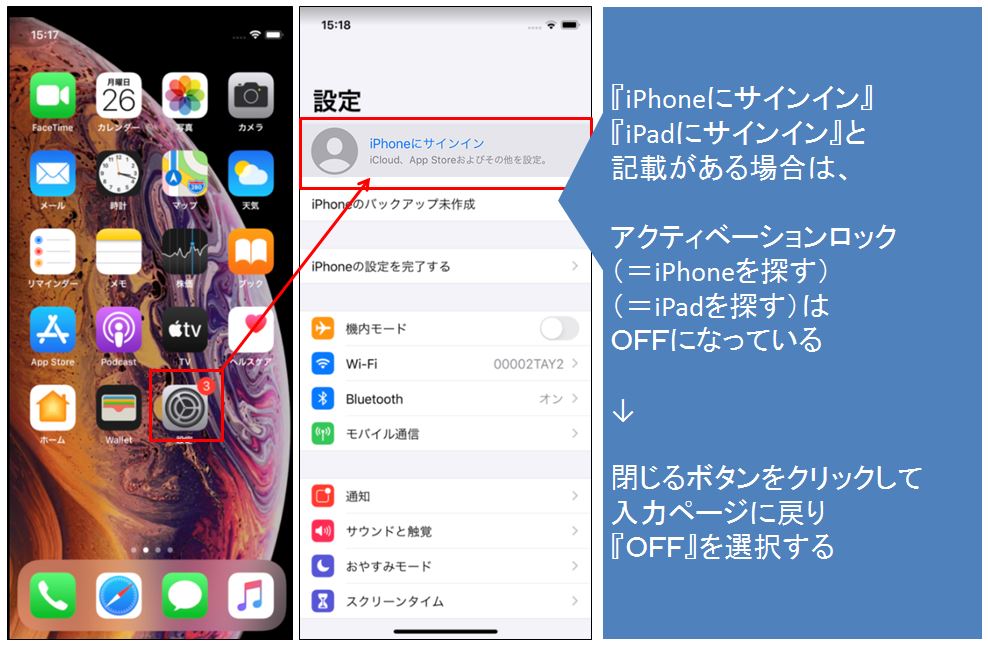 15:17
月曜日
26
FaceTime
カレンダー
写真
カメラ
280
メール
時計
マップ
天気
リマインダー
メモ
株価
ブック
tv
App Store
Podcast
TV
ヘルスケア
3
ホーム
Wallet
設定
15:18
設定
iPhoneにサインイン
iCloud、App Storeおよびその他を設定。
iPhoneのバックアップ未作成
iPhoneの設定を完了する
機内モード
Wi-Fi 00002TAY2
Bluetooth オン
モバイル通信
通知
サウンドと触覚
おやすみモード
スクリーンタイム
『iPhoneにサインイン』
『iPadにサインイン』と
記載がある場合は、
アクティベーションロック
（＝iPhoneを探す）
（＝iPadを探す）は
ＯＦＦになっている
↓
閉じるボタンをクリックして
入力ページに戻り
『ＯＦＦ』を選択する